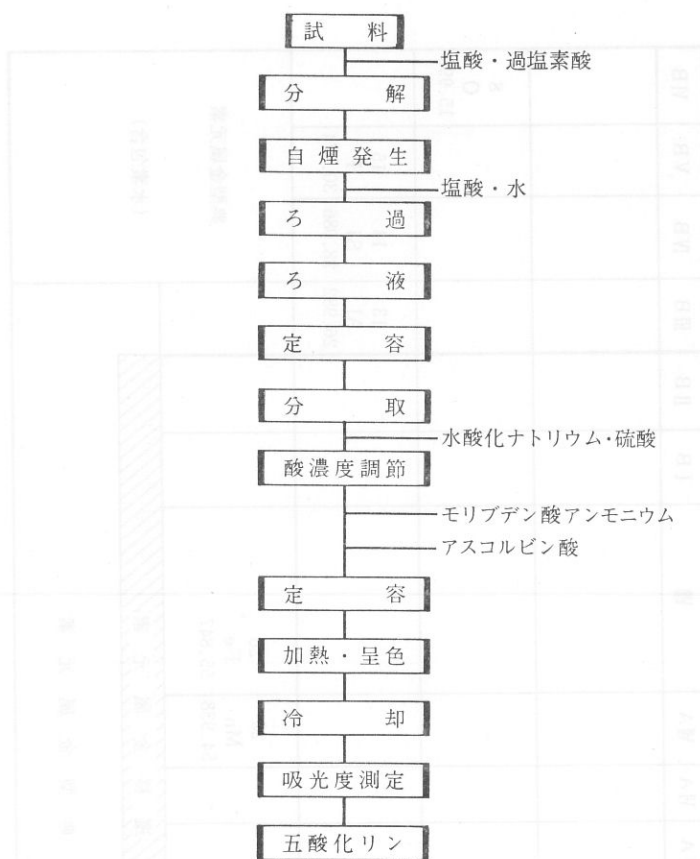 試料
塩酸・過塩素酸
分解
自煙発生
塩酸・水
ろ過
ろ液
定容
分取
水酸化ナトリウム・硫酸
酸濃度調節
モリブデン酸アンモニウム
アスコルビン酸
定容
加熱・呈色
冷却
吸光度測定
五酸化リン